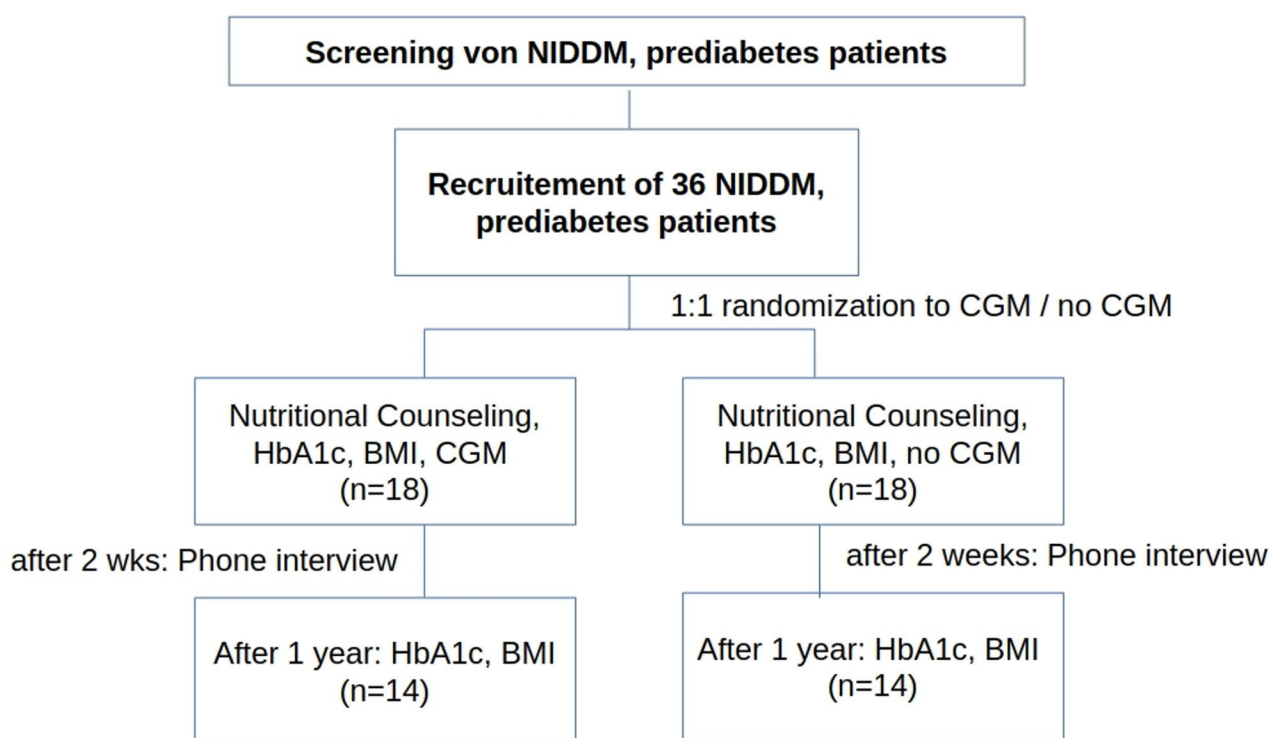 Screening von NIDDM, prediabetes patients
Recruitement of 36 NIDDM,
prediabetes patients
1:1 randomization to CGM / no CGM
Nutritional Counseling,
HbA1c, BMI, CGM
(n=18)
Nutritional Counseling,
HbA1c, BMI, no CGM
(n=18)
after 2 wks: Phone interview
after 2 weeks: Phone interview
After 1 year: HbA1c, BMI
(n=14)
After 1 year: HbA1c, BMI
(n=14)